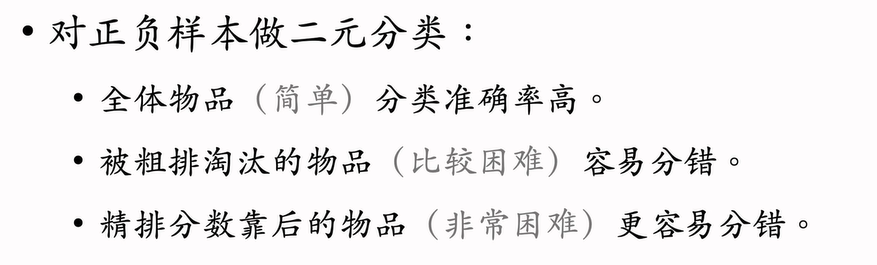 • 对正负样本做二元分类：
• 全体物品（简单）分类准确率高。
• 被粗排淘汰的物品（比较困难）容易分错。
• 精排分数靠后的物品（非常困难）更容易分错。